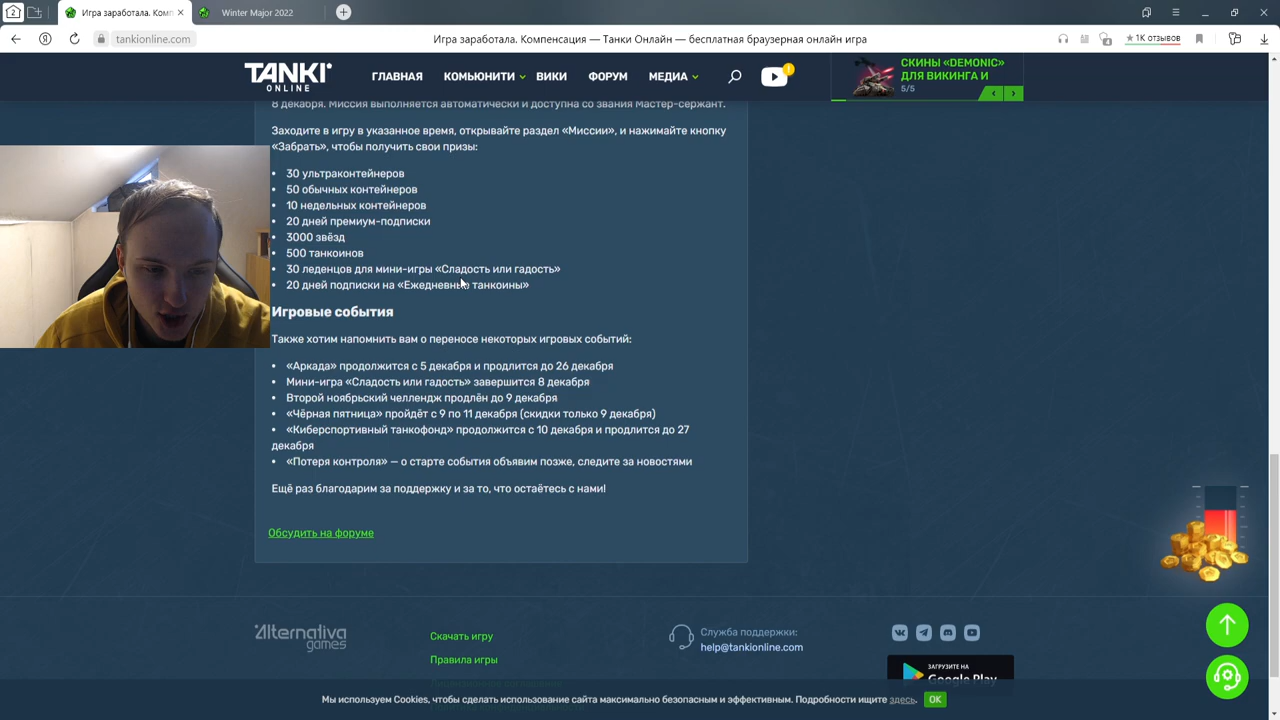 2
Игра заработала. Комп
Winter Major 2022
tankionline.com
Игра заработала. Компенсация — Танки Онлайн — бесплатная браузерная онлайн игра
1К отзывов
TANKI
ONLINE
ГЛАВНАЯ
КОМЬЮНИТИ
ВИКИ
ФОРУМ
МЕДИА
СКИНЫ «DEMONIC»
ДЛЯ ВИКИНГА И
5/5
8 декабря. Миссия выполняется автоматически и доступна со звания Мастер-сержант.
Заходите в игру в указанное время, открывайте раздел «Миссии», и нажимайте кнопку
«Забрать», чтобы получить свои призы:
• 30 ультраконтейнеров
• 50 обычных контейнеров
• 10 недельных контейнеров
• 20 дней премиум-подписки
• 3000 звёзд
• 500 танкоинов
• 30 леденцов для мини-игры «Сладость или гадость»
• 20 дней подписки на «Ежедневные танкоины»
Игровые события
Также хотим напомнить вам о переносе некоторых игровых событий:
• «Аркада» продолжится с 5 декабря и продлится до 26 декабря
• Мини-игра «Сладость или гадость» завершится 8 декабря
• Второй ноябрьский челлендж продлён до 9 декабря
• «Чёрная пятница» пройдёт с 9 по 11 декабря (скидки только 9 декабря)
• «Киберспортивный танкофонд» продолжится с 10 декабря и продлится до 27
декабря
• «Потеря контроля» — о старте события объявим позже, следите за новостями
Ещё раз благодарим за поддержку и за то, что остаётесь с нами!
Обсудить на форуме
Alternativa
games
Скачать игру
Правила игры
Служба поддержки:
help@tankionline.com
ЗАГРУЗИТЕ НА
Google Play
Мы используем Cookies, чтобы сделать использование сайта максимально безопасным и эффективным. Подробности ищите здесь.
OK